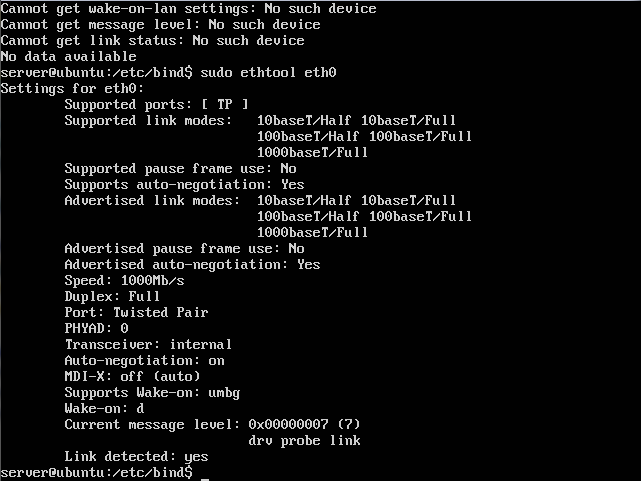 Cannot get wake-on-lan settings: No such device
Cannot get message level: No such device
Cannot get link status: No such device
No data available
server@ubuntu:/etc/bind$ sudo ethtool eth0
Settings for eth0:
        Supported ports: [ TP ]
        Supported link modes:   10baseT/Half 10baseT/Full
                                100baseT/Half 100baseT/Full
                                1000baseT/Full
        Supported pause frame use: No
        Supports auto-negotiation: Yes
        Advertised link modes:  10baseT/Half 10baseT/Full
                                100baseT/Half 100baseT/Full
                                1000baseT/Full
        Advertised pause frame use: No
        Advertised auto-negotiation: Yes
        Speed: 1000Mb/s
        Duplex: Full
        Port: Twisted Pair
        PHYAD: 0
        Transceiver: internal
        Auto-negotiation: on
        MDI-X: off (auto)
        Supports Wake-on: umbg
        Wake-on: d
        Current message level: 0x00000007 (7)
                               drv probe link
        Link detected: yes
server@ubuntu:/etc/bind$ _